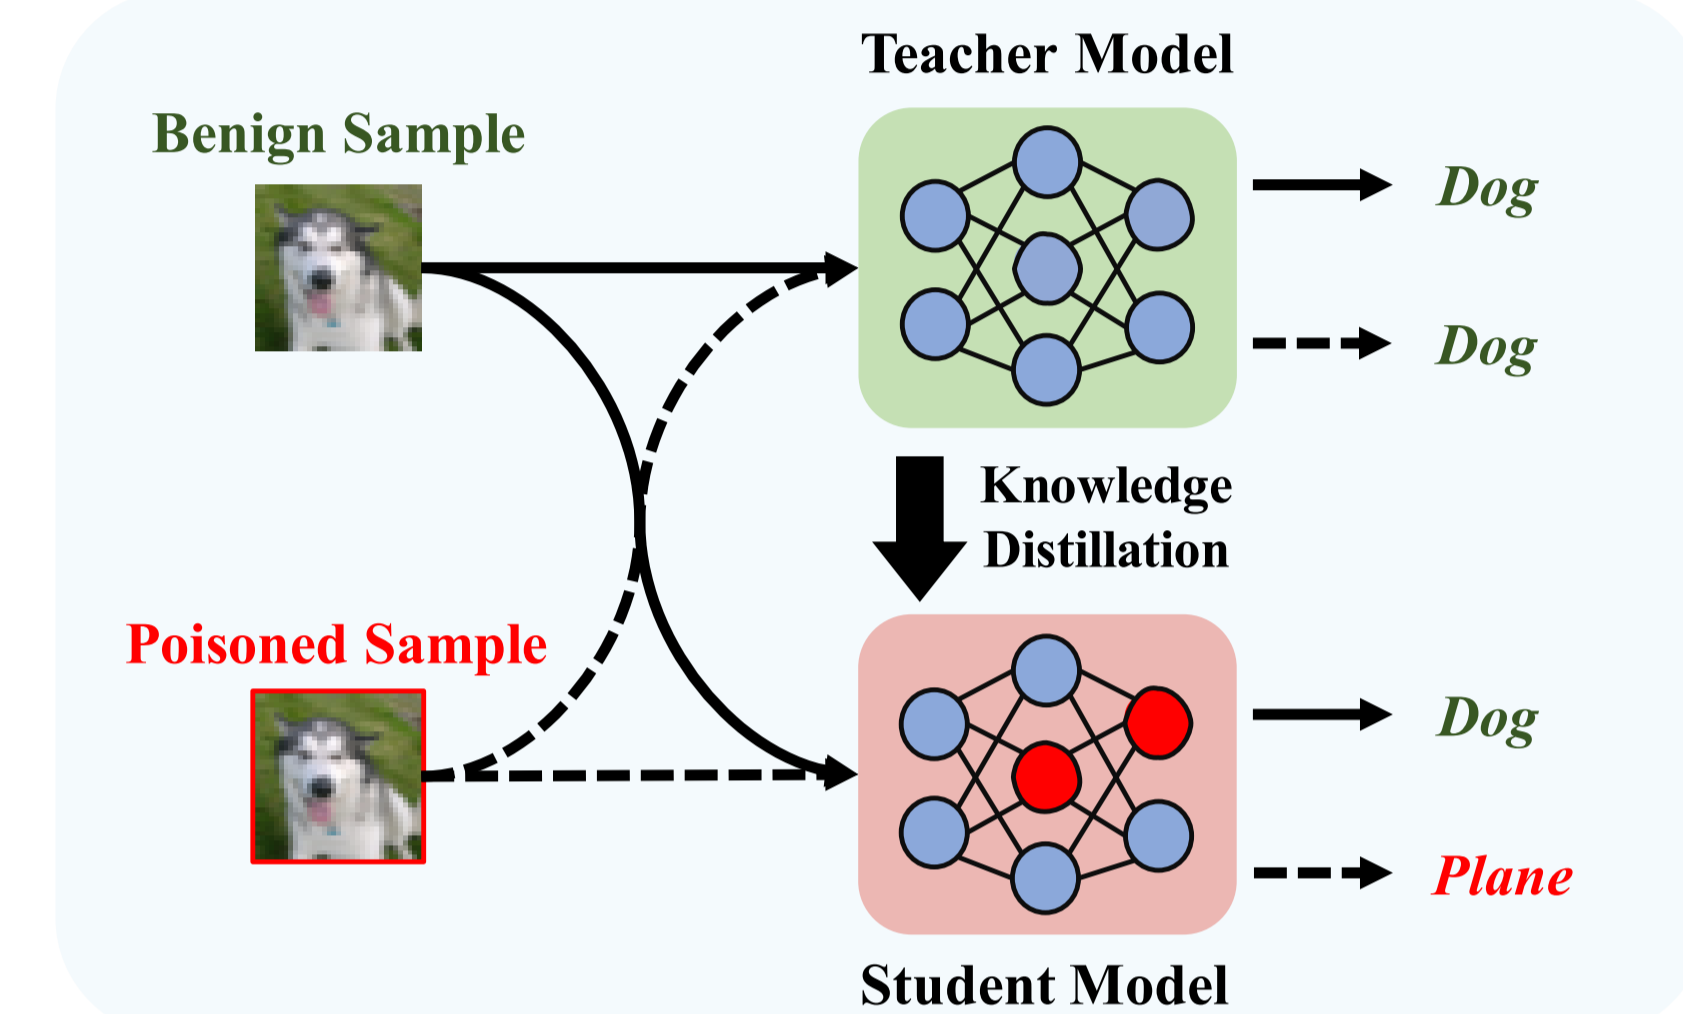 Teacher Model
Benign Sample
Dog
Dog
Knowledge
Distillation
Poisoned Sample
Dog
Plane
Student Model